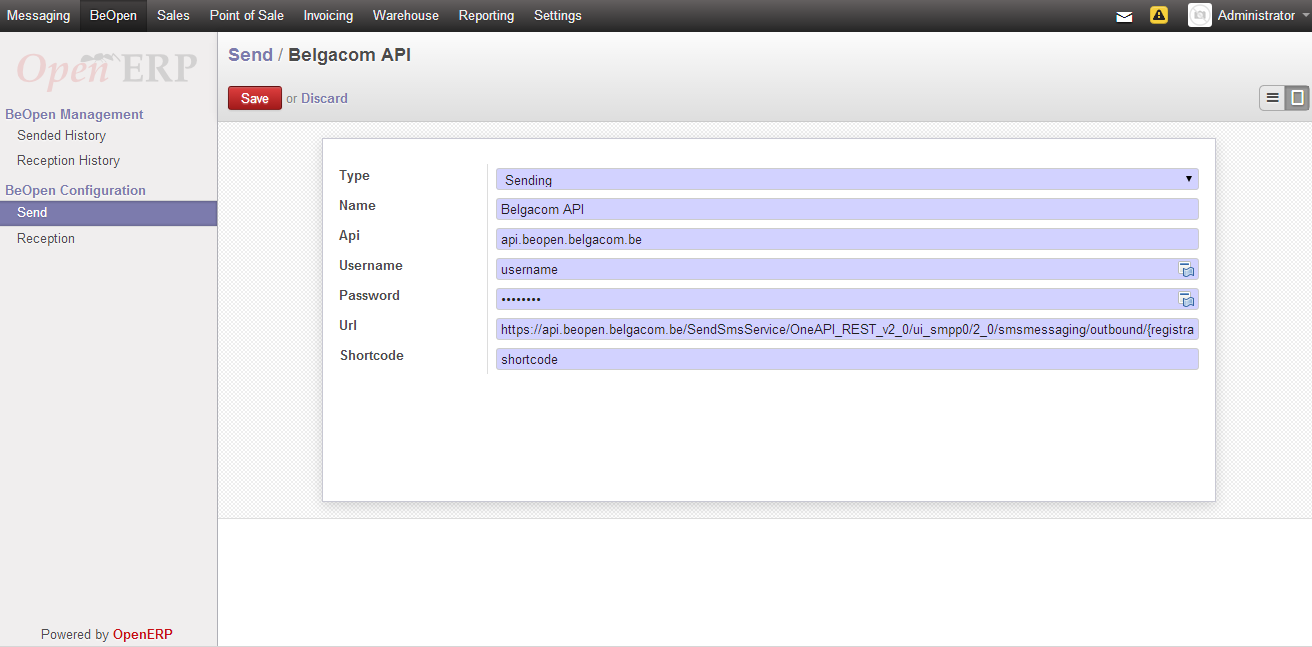 Messaging BeOpen Sales Point of Sale Invoicing Warehouse Reporting Settings Administrator
Open ERP
Send / Belgacom API
Save or Discard
BeOpen Management
Sended History
Reception History
BeOpen Configuration
Send
Reception
Type Sending
Name Belgacom API
Api api.beopen.belgacom.be
Username username
Password ••••••••
Url https://api.beopen.belgacom.be/SendSmsService/OneAPI_REST_v2_0/ui_smpp0/2_0/smsmessaging/outbound/{registra
Shortcode shortcode
Powered by OpenERP